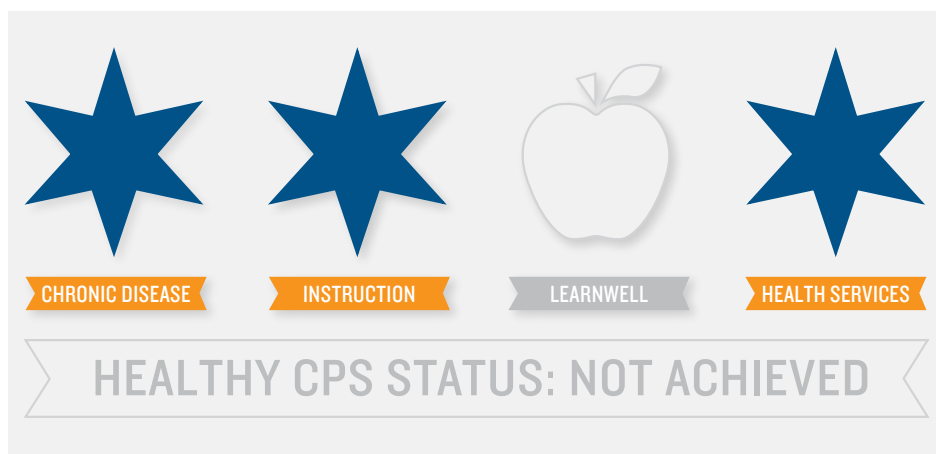 CHRONIC DISEASE
INSTRUCTION
LEARNWELL
HEALTH SERVICES
HEALTHY CPS STATUS: NOT ACHIEVED